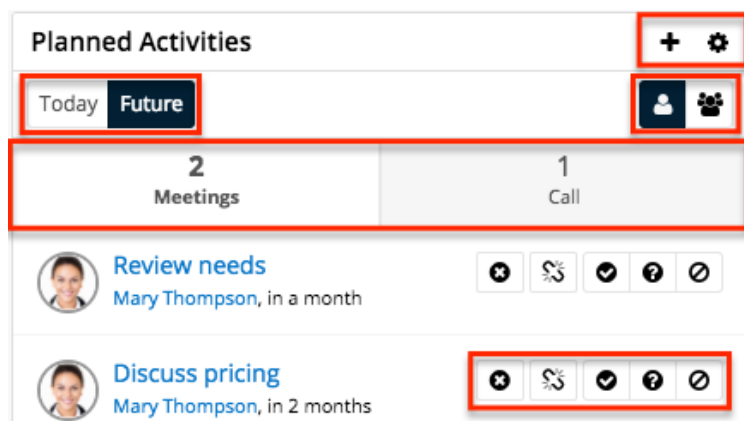 Planned Activities
Today Future
2 1
Meetings Call
Review needs
Mary Thompson, in a month
Discuss pricing
Mary Thompson, in 2 months